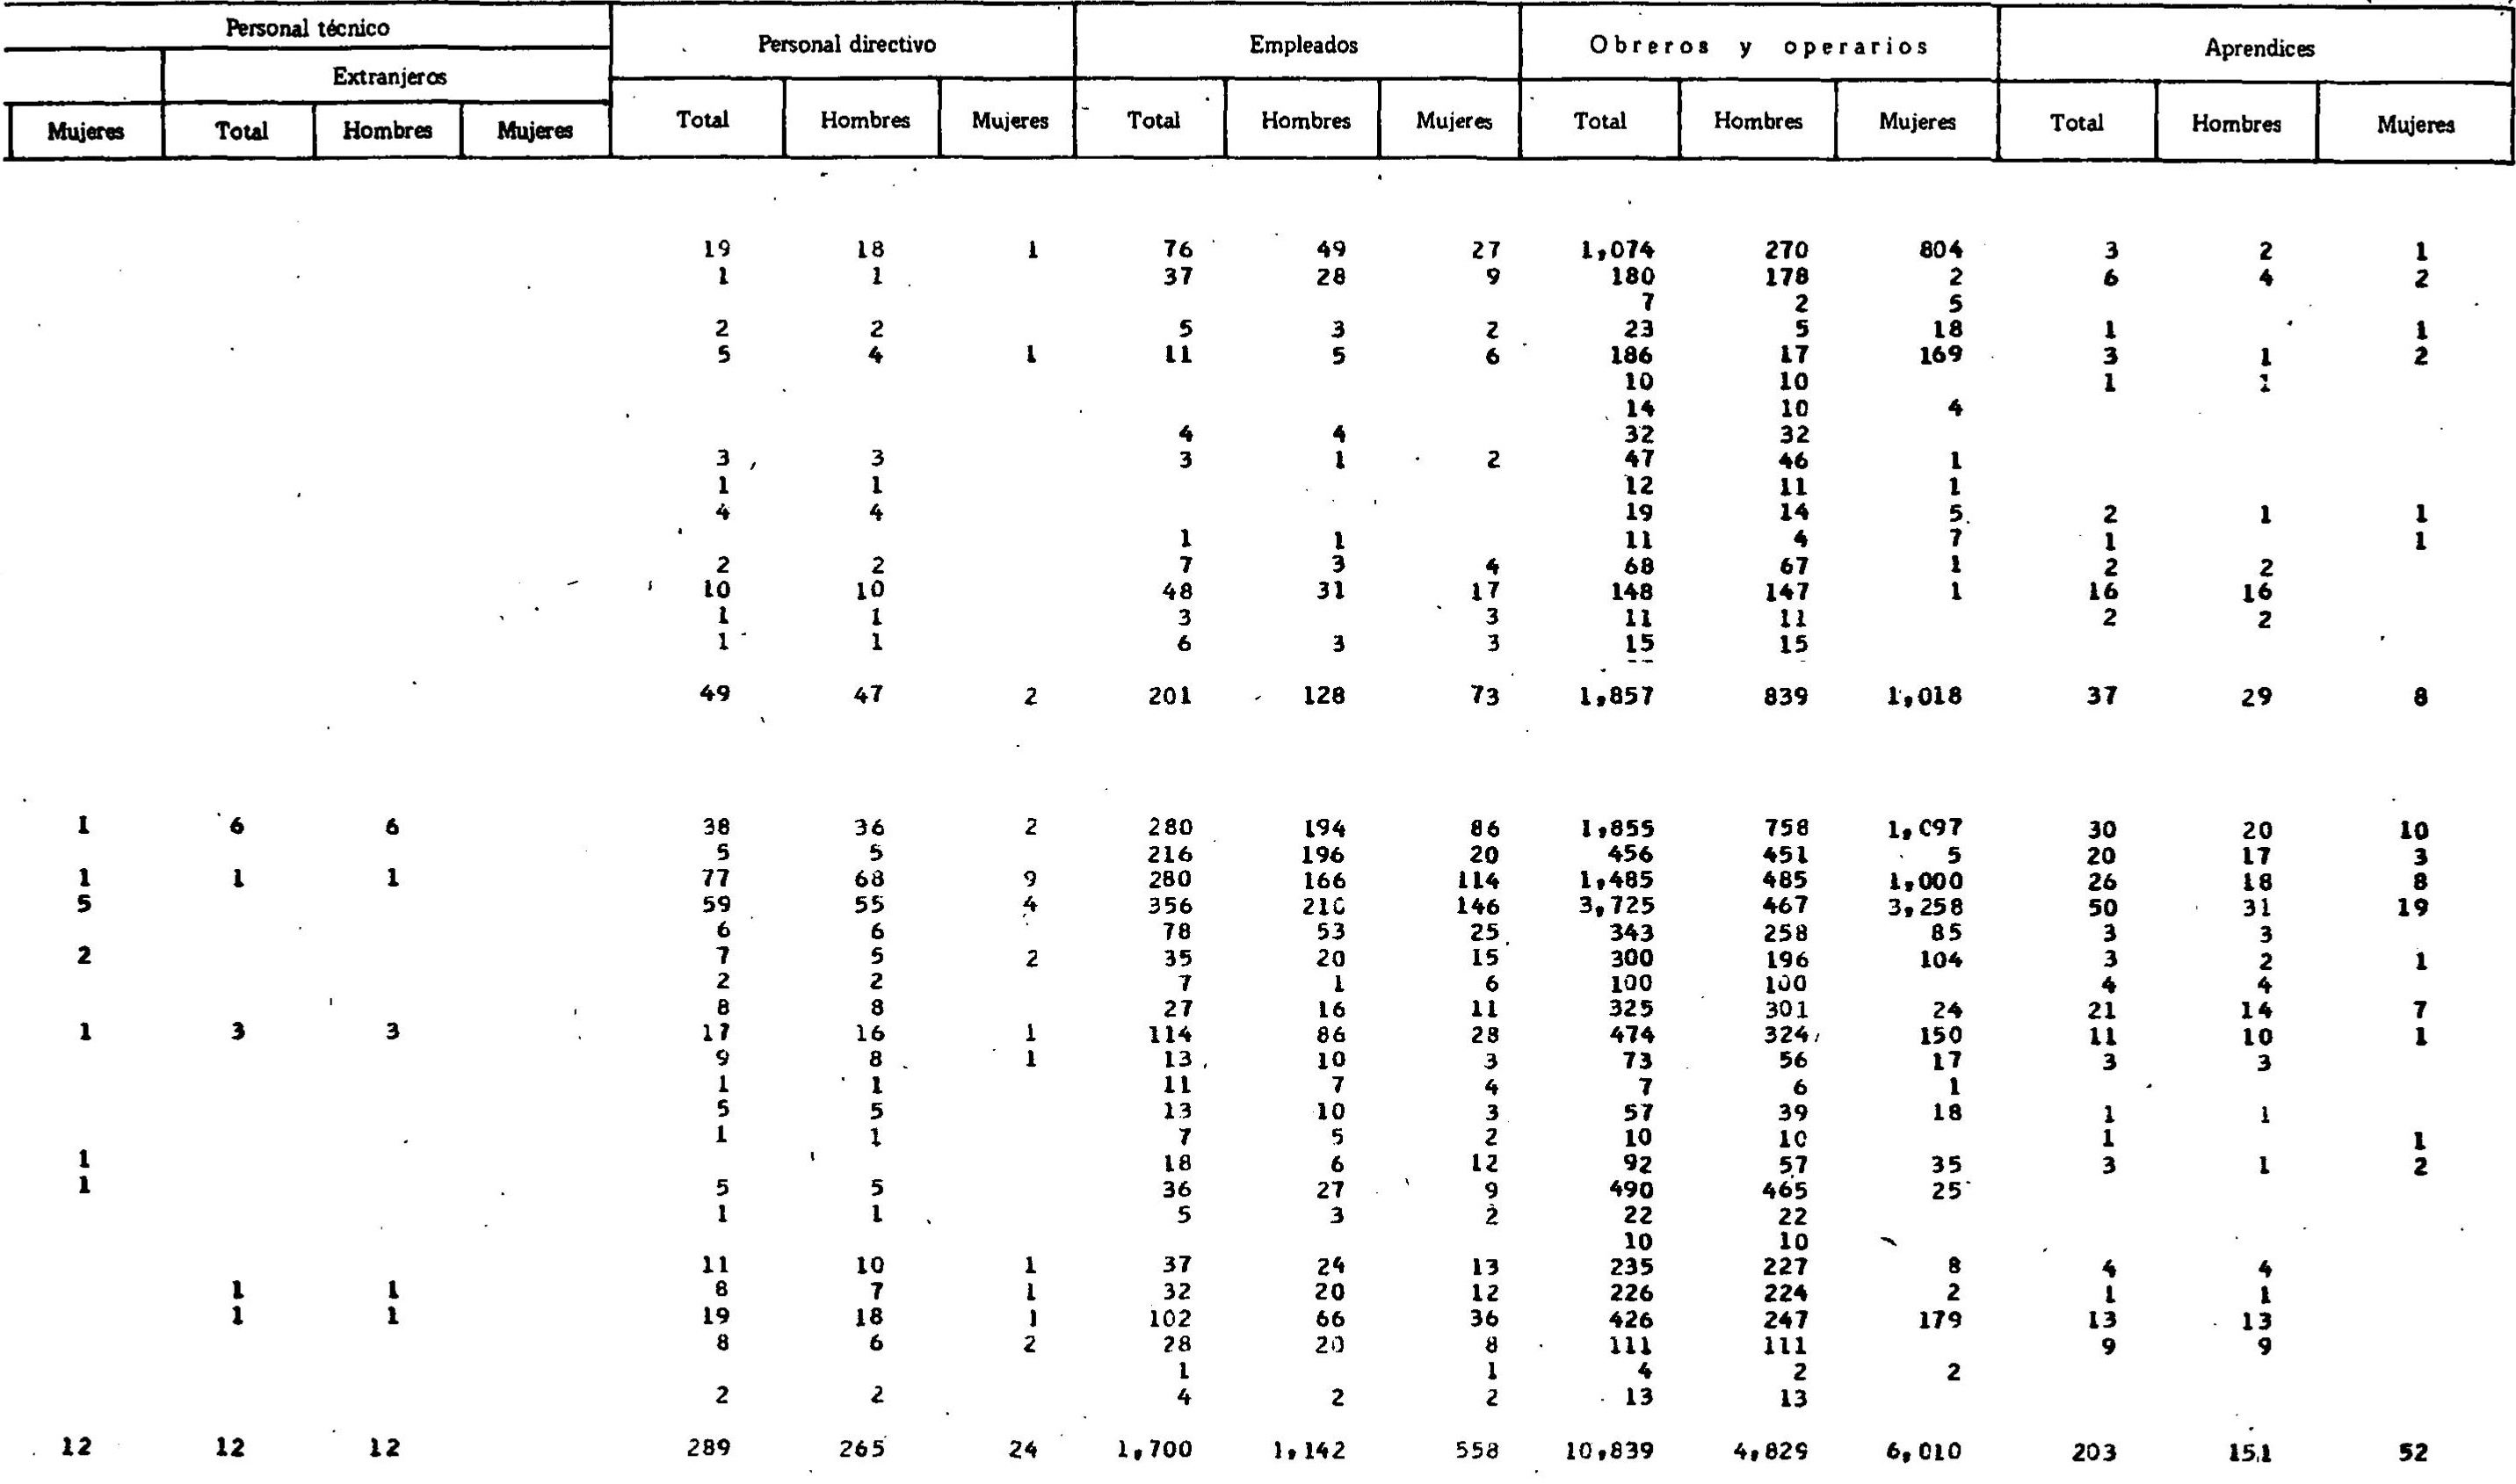 Personal técnico Personal directivo Empleados Obreros y operarios Aprendices
Extranjeros
Mujeres Total Hombres Mujeres Total Hombres Mujeres Total Hombres Mujeres Total Hombres Mujeres Total Hombres Mujeres
19 18 1 76 49 27 1,074 270 804 3 2 1
1 1 37 28 9 180 178 2 6 4 2
7 2 5
2 2 5 3 2 23 5 18 1 1
5 4 1 11 5 6 186 17 169 3 1 2
10 10 1 1
14 10 4
4 4 32 32
3 3 3 1 2 47 46 1
1 1 12 11 1
4 4 19 14 5 2 1 1
1 1 11 4 7 1 1
2 2 7 3 4 68 67 1 2 2
10 10 48 31 17 148 147 1 16 16
1 1 3 3 11 11 2 2
1 1 6 3 3 15 15
49 47 2 201 128 73 1,857 839 1,018 37 29 8
1 6 6 38 36 2 280 194 86 1,855 758 1,097 30 20 10
5 5 216 196 20 456 451 5 20 17 3
1 1 1 77 68 9 280 166 114 1,485 485 1,000 26 18 8
5 59 55 4 356 210 146 3,725 467 3,258 50 31 19
6 6 78 53 25 343 258 85 3 3
2 7 5 2 35 20 15 300 196 104 3 2 1
2 2 7 1 6 100 100 4 4
8 8 27 16 11 325 301 24 21 14 7
1 3 3 17 16 1 114 86 28 474 324 150 11 10 1
9 8 1 13 10 3 73 56 17 3 3
1 1 11 7 4 7 6 1
5 5 13 10 3 57 39 18 1 1
1 1 7 5 2 10 10 1 1
1 18 6 12 92 57 35 3 1 2
1 5 5 36 27 9 490 465 25
1 1 5 3 2 22 22
10 10
11 10 1 37 24 13 235 227 8 4 4
1 1 8 7 1 32 20 12 226 224 2 1 1
1 1 19 18 1 102 66 36 426 247 179 13 13
8 6 2 28 20 8 111 111 9 9
1 1 4 2 2
2 2 4 2 2 13 13
12 12 12 289 265 24 1,700 1,142 558 10,839 4,829 6,010 203 151 52